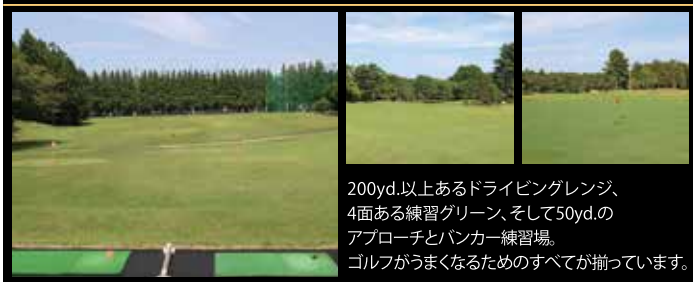 200yd.以上あるドライビングレンジ、
4面ある練習グリーン、そして50yd.の
アプローチとバンカー練習場。
ゴルフがうまくなるためのすべてが揃っています。